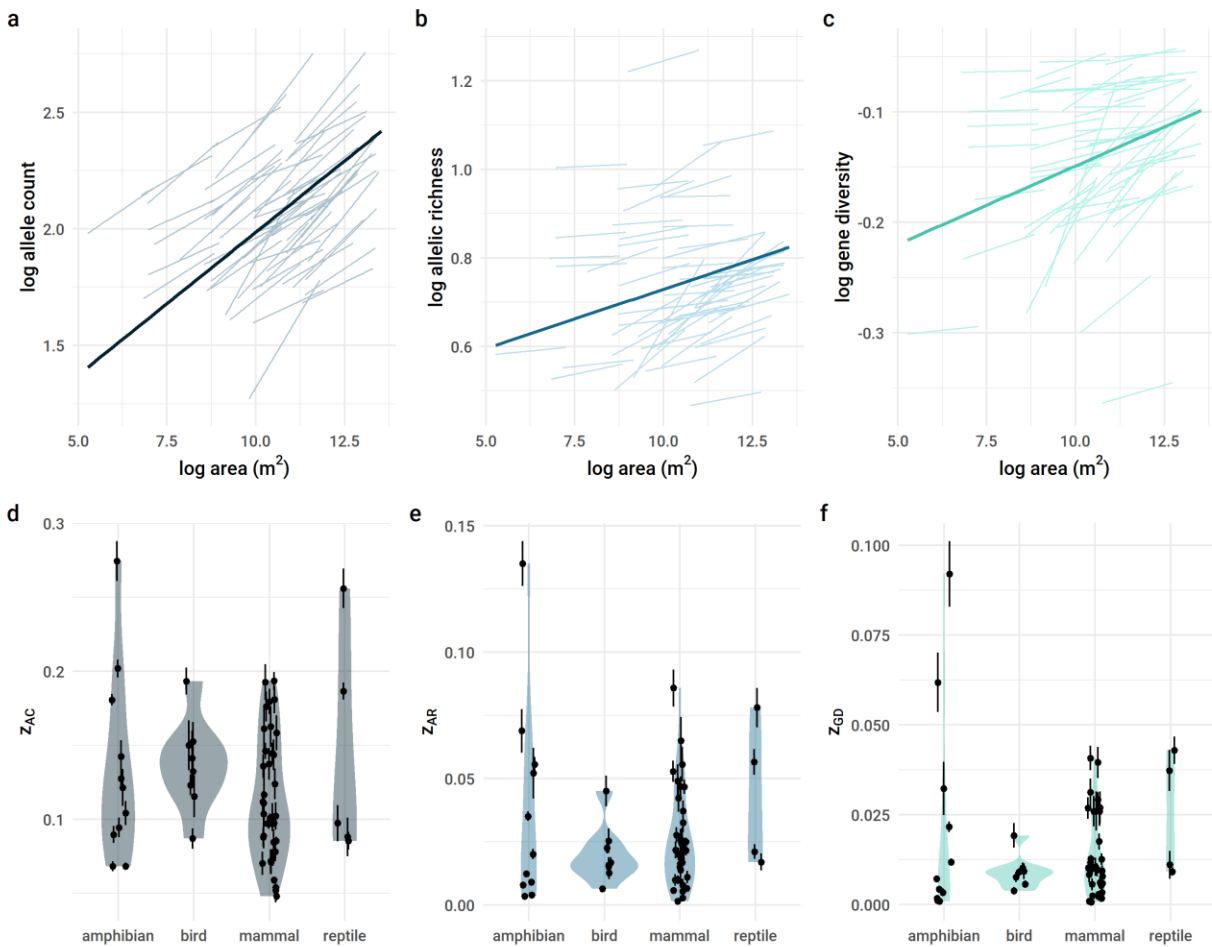 a
log allele count
2.5
2.0
1.5
5.0 7.5 10.0 12.5
log area (m²)
b
log allelic richness
1.2
1.0
0.8
0.6
5.0 7.5 10.0 12.5
log area (m²)
c
log gene diversity
-0.1
-0.2
-0.3
5.0 7.5 10.0 12.5
log area (m²)
d
z_AC
0.3
0.2
0.1
amphibian bird mammal reptile
e
z_AR
0.15
0.10
0.05
0.00
amphibian bird mammal reptile
f
z_GD
0.100
0.075
0.050
0.025
0.000
amphibian bird mammal reptile